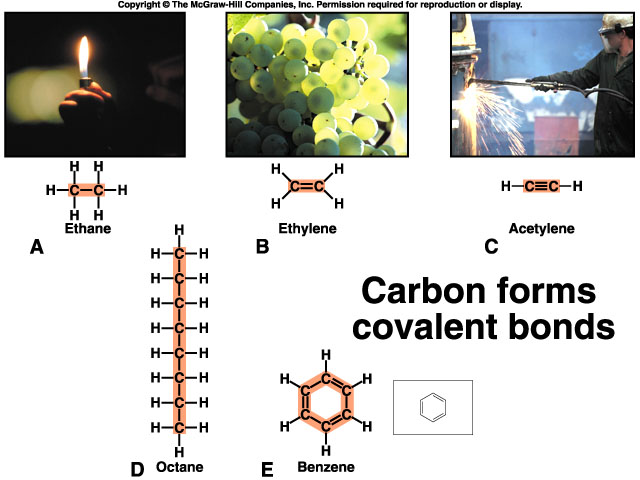 Copyright © The McGraw-Hill Companies, Inc. Permission required for reproduction or display.
H H
H—C—C—H
H H
Ethane
A
H H
C=C
H H
Ethylene
B
H—C≡C—H
Acetylene
C
H
H—C—H
H—C—H
H—C—H
H—C—H
H—C—H
H—C—H
H—C—H
H—C—H
H
D Octane
Carbon forms
covalent bonds
H
H C H
C C
C C
H C H
H
E Benzene